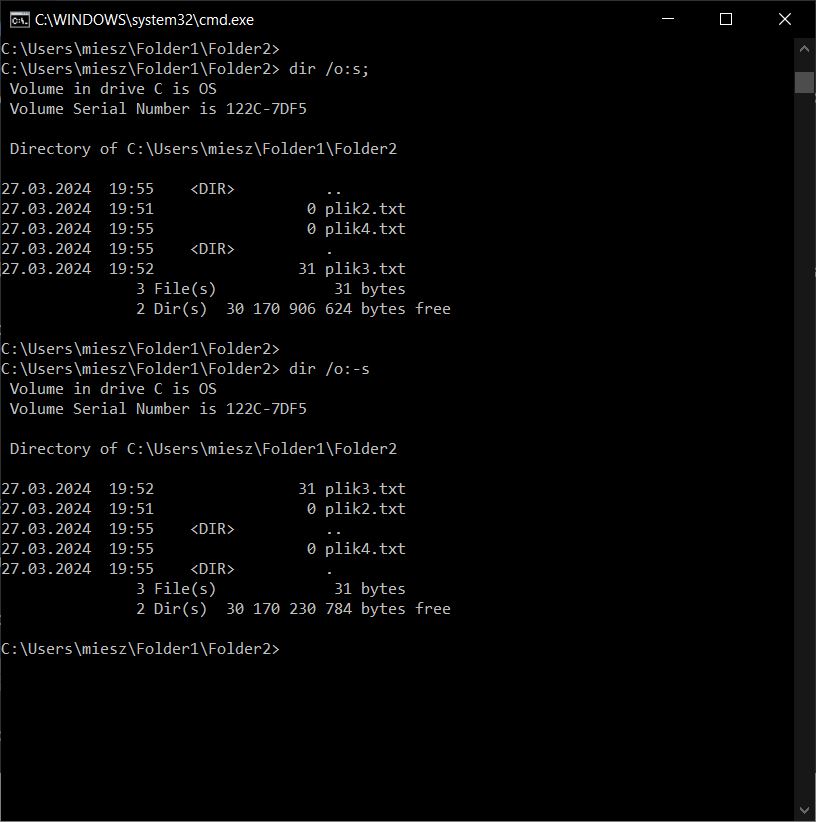 C:\WINDOWS\system32\cmd.exe
C:\Users\miesz\Folder1\Folder2>
C:\Users\miesz\Folder1\Folder2> dir /o:s;
 Volume in drive C is OS
 Volume Serial Number is 122C-7DF5

 Directory of C:\Users\miesz\Folder1\Folder2

27.03.2024  19:55    <DIR>          ..
27.03.2024  19:51                 0 plik2.txt
27.03.2024  19:55                 0 plik4.txt
27.03.2024  19:55    <DIR>          .
27.03.2024  19:52                31 plik3.txt
               3 File(s)             31 bytes
               2 Dir(s)  30 170 906 624 bytes free

C:\Users\miesz\Folder1\Folder2>
C:\Users\miesz\Folder1\Folder2> dir /o:-s
 Volume in drive C is OS
 Volume Serial Number is 122C-7DF5

 Directory of C:\Users\miesz\Folder1\Folder2

27.03.2024  19:52                31 plik3.txt
27.03.2024  19:51                 0 plik2.txt
27.03.2024  19:55    <DIR>          ..
27.03.2024  19:55                 0 plik4.txt
27.03.2024  19:55    <DIR>          .
               3 File(s)             31 bytes
               2 Dir(s)  30 170 230 784 bytes free

C:\Users\miesz\Folder1\Folder2>